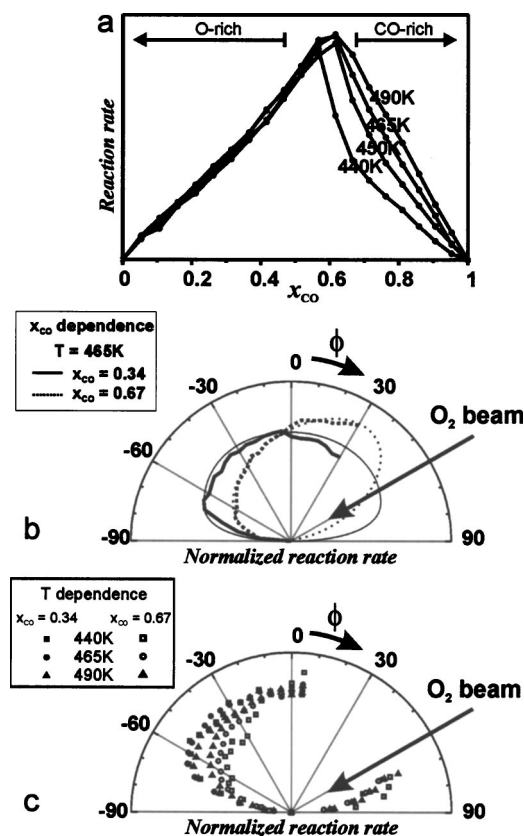 a
O-rich
CO-rich
Reaction rate
490K
465K
450K
440K
0 0.2 0.4 0.6 0.8 1
xCO
xCO dependence
T = 465K
xCO = 0.34
xCO = 0.67
ϕ
0
-30 30
-60
O2 beam
-90 90
b
Normalized reaction rate
T dependence
xCO = 0.34 xCO = 0.67
440K
465K
490K
ϕ
0
-30 30
-60
O2 beam
-90 90
c
Normalized reaction rate